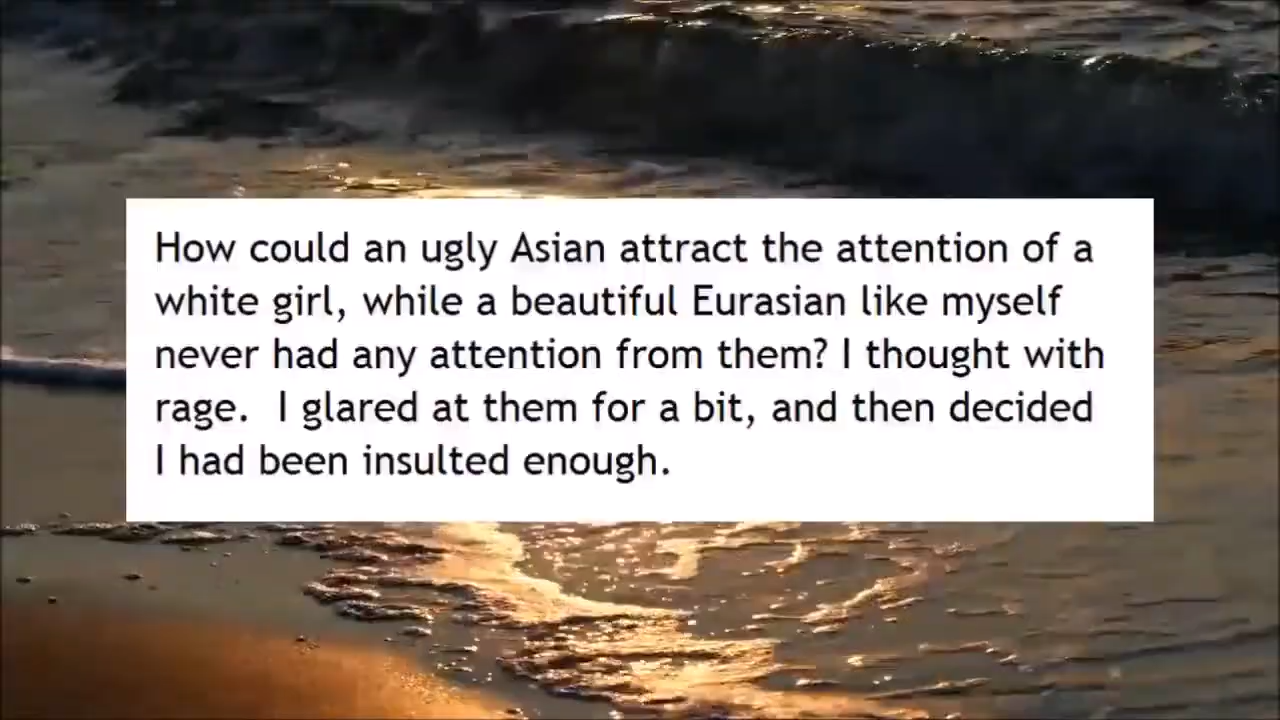 How could an ugly Asian attract the attention of a
white girl, while a beautiful Eurasian like myself
never had any attention from them? I thought with
rage.  I glared at them for a bit, and then decided
I had been insulted enough.